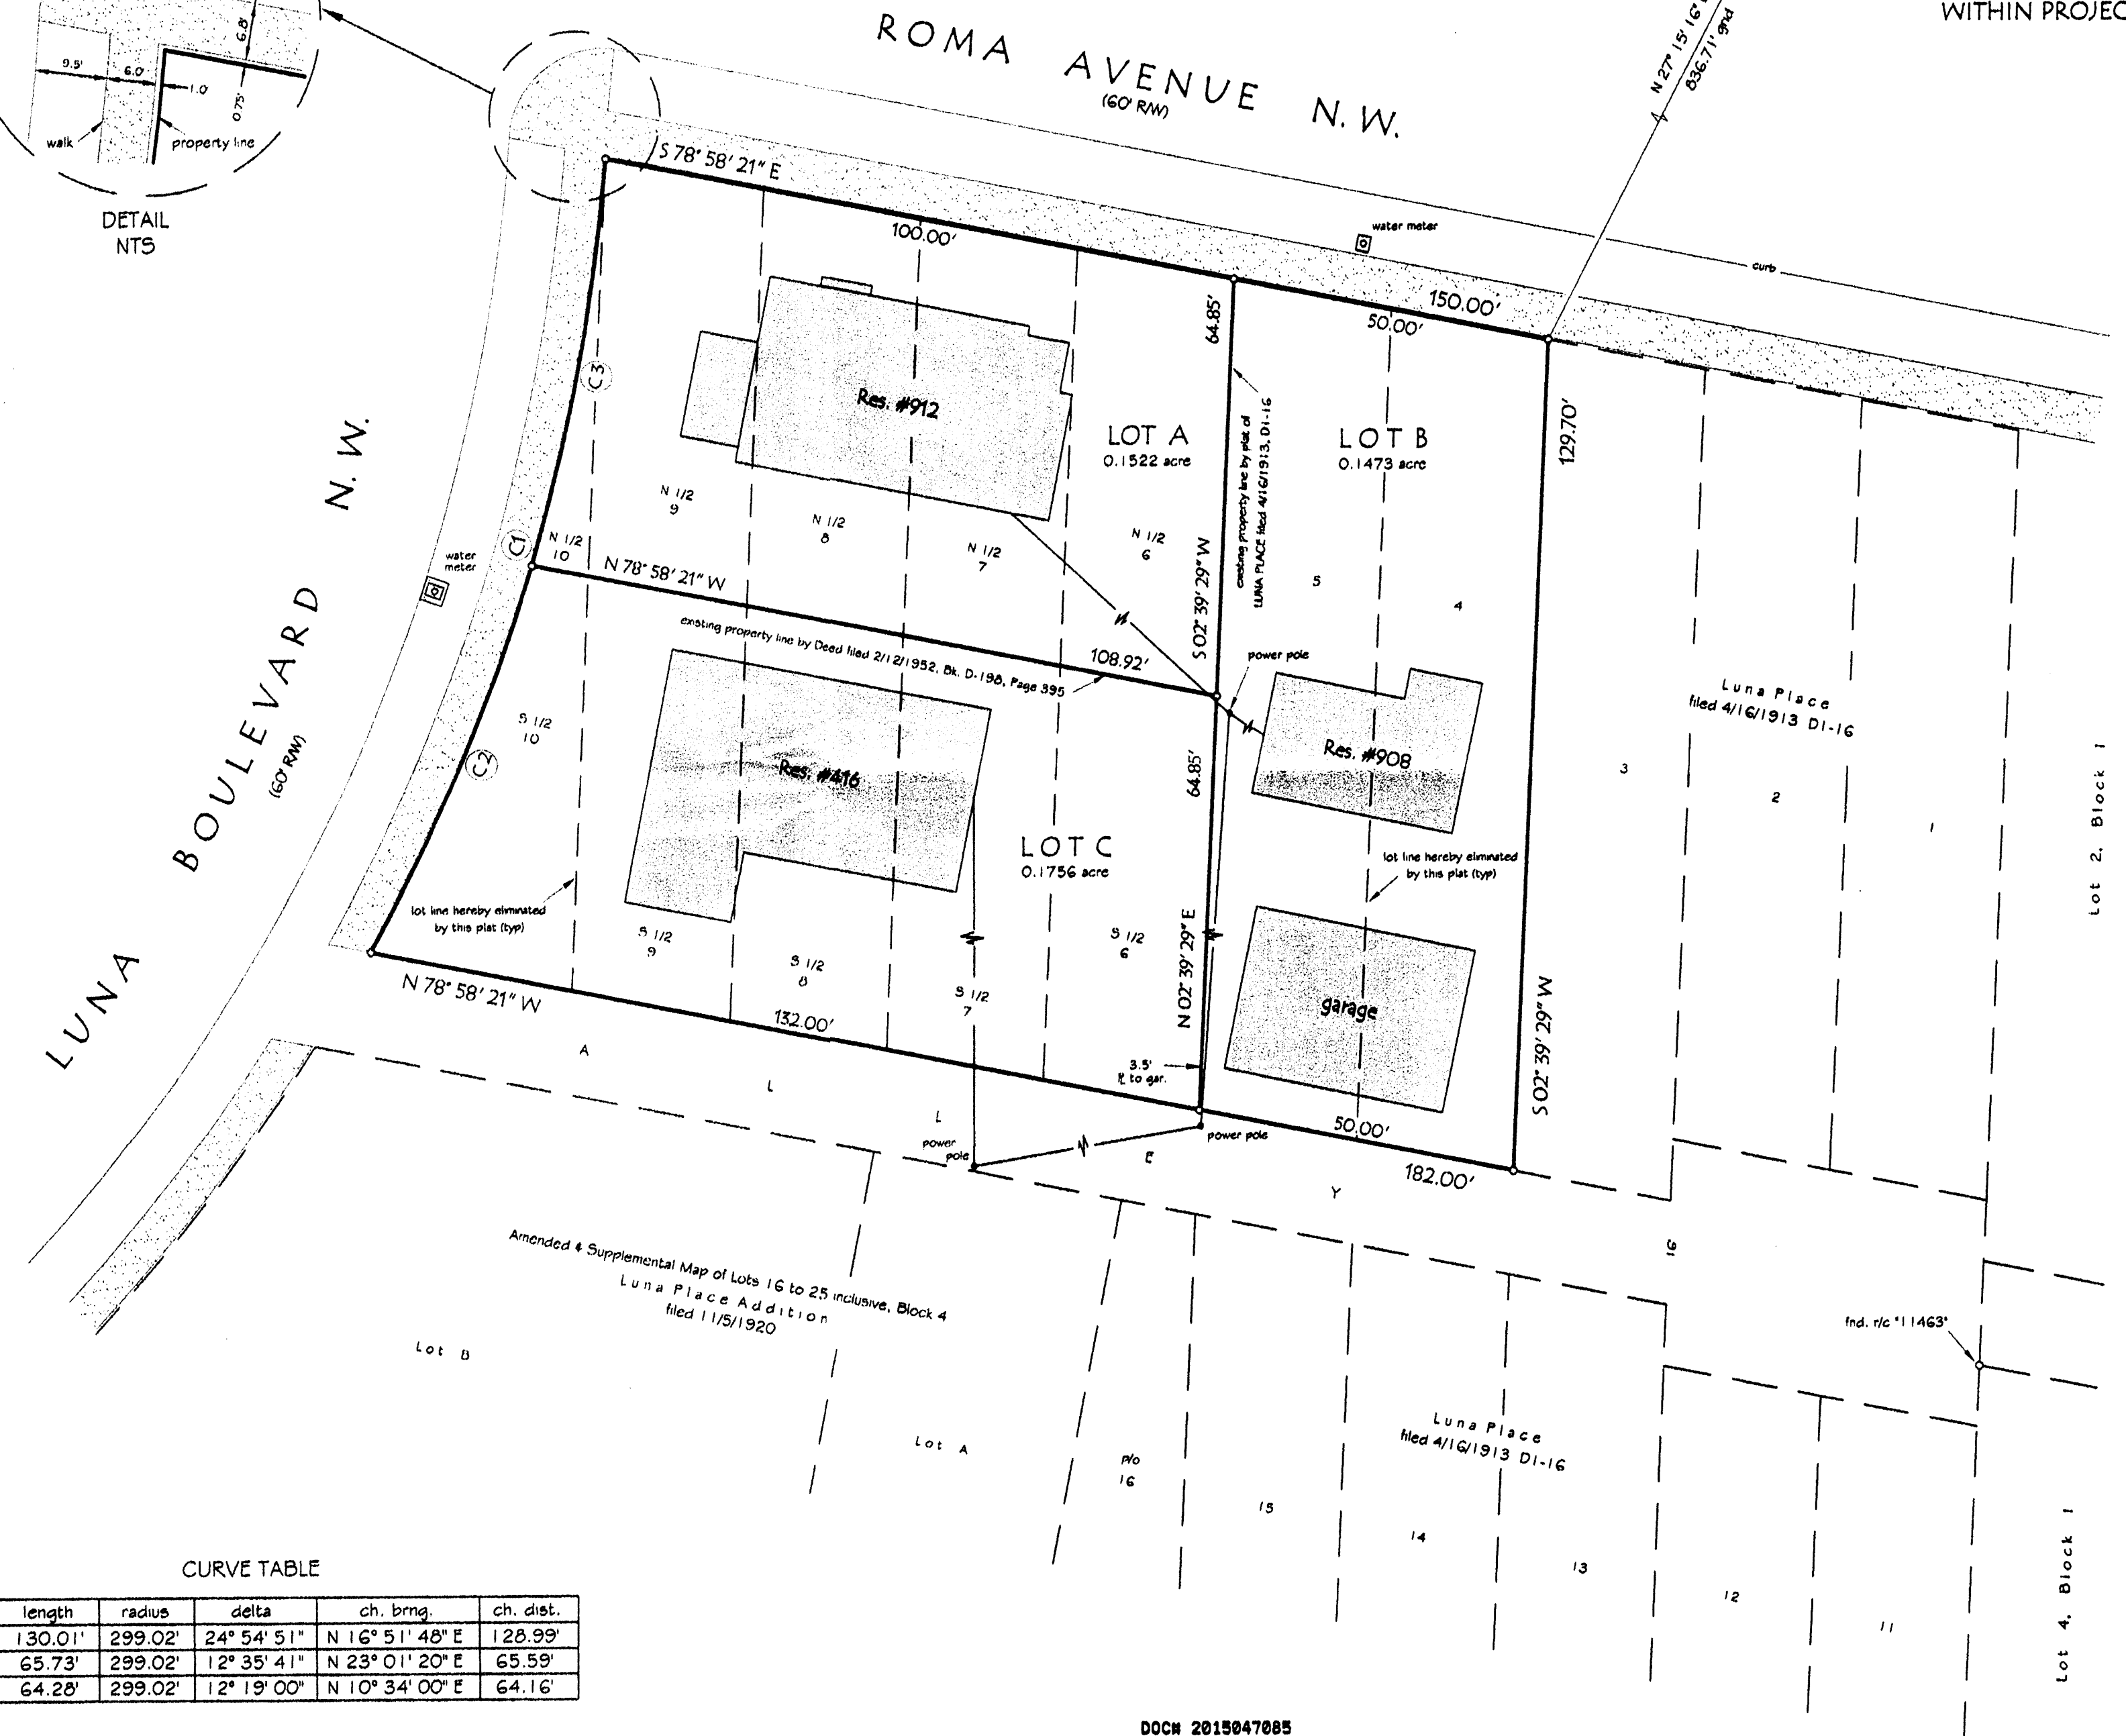 WITHIN PROJEC
ROMA AVENUE N.W.
(60' R/W)
N 27° 15' 16"
836.71' gnd
6.8'
9.5'
6.0'
1.0'
0.75'
walk
property line
DETAIL
NTS
S 78° 58' 21" E
100.00'
water meter
curb
150.00'
50.00'
64.85'
129.70'
C3
Res. #912
LOT A
0.1522 acre
LOT B
0.1473 acre
existing property line by plat of
LUNA PLACE filed 4/16/1913, D1-16
N 1/2
9
N 1/2
8
N 1/2
7
N 1/2
6
N 1/2
10
C1
water
meter
5
4
S 02° 39' 29" W
N 78° 58' 21" W
existing property line by Deed filed 2/12/1952, Bk. D-198, Page 395
108.92'
power pole
LUNA BOULEVARD N.W.
(60' R/W)
S 1/2
10
C2
Res. #416
64.85'
Res. #908
Luna Place
filed 4/16/1913 D1-16
3
2
1
Lot 2, Block 1
LOT C
0.1756 acre
lot line hereby eliminated
by this plat (typ)
lot line hereby eliminated
by this plat (typ)
S 1/2
9
S 1/2
8
S 1/2
7
S 1/2
6
N 02° 39' 29" E
garage
S 02° 39' 29" W
N 78° 58' 21" W
132.00'
3.5'
PL to gar.
50.00'
182.00'
A L L E Y
power
pole
power pole
16
Amended & Supplemental Map of Lots 16 to 25 inclusive, Block 4
Luna Place Addition
filed 11/5/1920
Lot B
Lot A
fnd. r/c "11463"
Luna Place
filed 4/16/1913 D1-16
p/o
16
15
14
13
12
11
Lot 4, Block 1
CURVE TABLE
length radius delta ch. brng. ch. dist.
130.01' 299.02' 24° 54' 51" N 16° 51' 48" E 128.99'
65.73' 299.02' 12° 35' 41" N 23° 01' 20" E 65.59'
64.28' 299.02' 12° 19' 00" N 10° 34' 00" E 64.16'
DOC# 2015047085